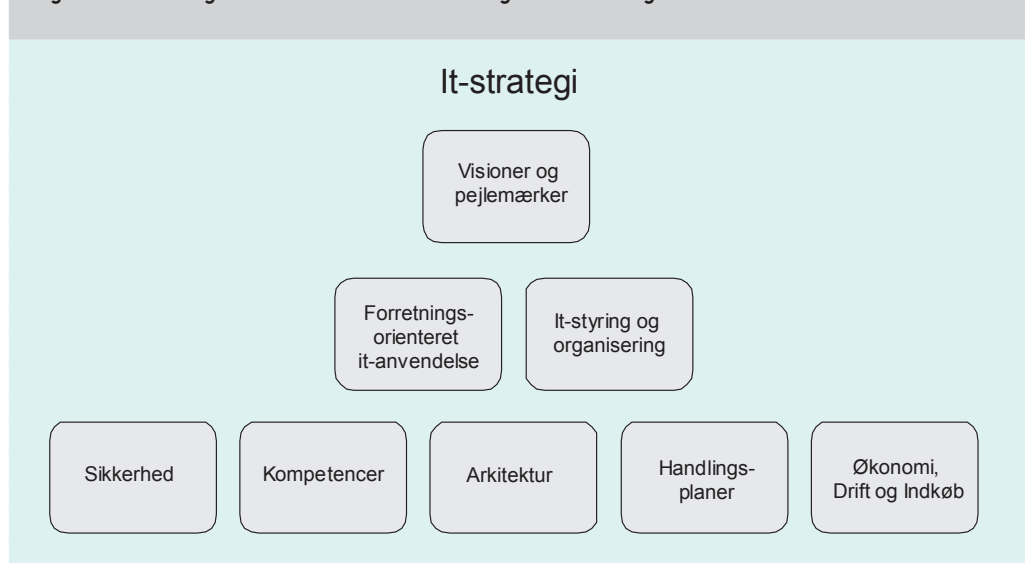 It-strategi
Visioner og
pejlemærker
Forretnings-
orienteret
it-anvendelse
It-styring og
organisering
Sikkerhed
Kompetencer
Arkitektur
Handlings-
planer
Økonomi,
Drift og Indkøb